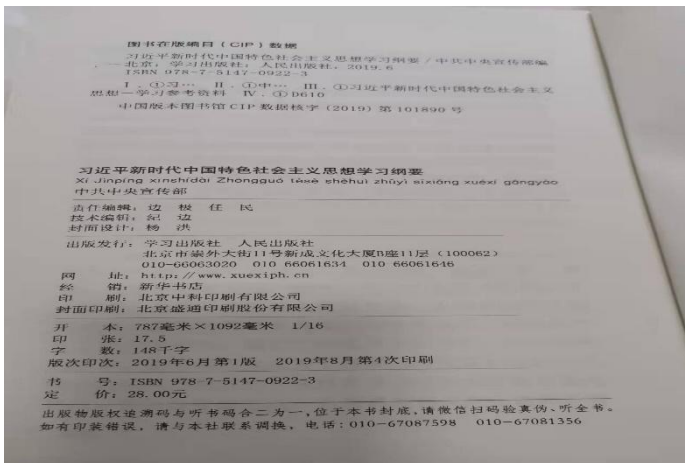 图书在版编目（CIP）数据
习近平新时代中国特色社会主义思想学习纲要／中共中央宣传部编
—北京：学习出版社：人民出版社，2019.6
ISBN 978-7-5147-0922-3
Ⅰ．①习… Ⅱ．①中… Ⅲ．①习近平新时代中国特色社会主义
思想－学习参考资料 Ⅳ．①D610
中国版本图书馆CIP数据核字（2019）第101890号
习近平新时代中国特色社会主义思想学习纲要
Xi Jinping xinshidai Zhongguo tese shehui zhuyi sixiang xuexi gangyao
中共中央宣传部
责任编辑：边 极 任 民
技术编辑：纪 边
封面设计：杨 洪
出版发行：学习出版社 人民出版社
北京市崇外大街11号新成文化大厦B座11层（100062）
010-66063020 010 66061634 010 66061646
网 址：http://www.xuexiph.cn
经 销：新华书店
印 刷：北京中科印刷有限公司
封面印刷：北京盛通印刷股份有限公司
开 本：787毫米×1092毫米 1/16
印 张：17.5
字 数：148千字
版次印次：2019年6月第1版 2019年8月第4次印刷
书 号：ISBN 978-7-5147-0922-3
定 价：28.00元
出版物版权追溯码与听书码合二为一，位于本书封底，请微信扫码验真伪、听全书。
如有印装错误，请与本社联系调换，电话：010-67087598 010-67081356